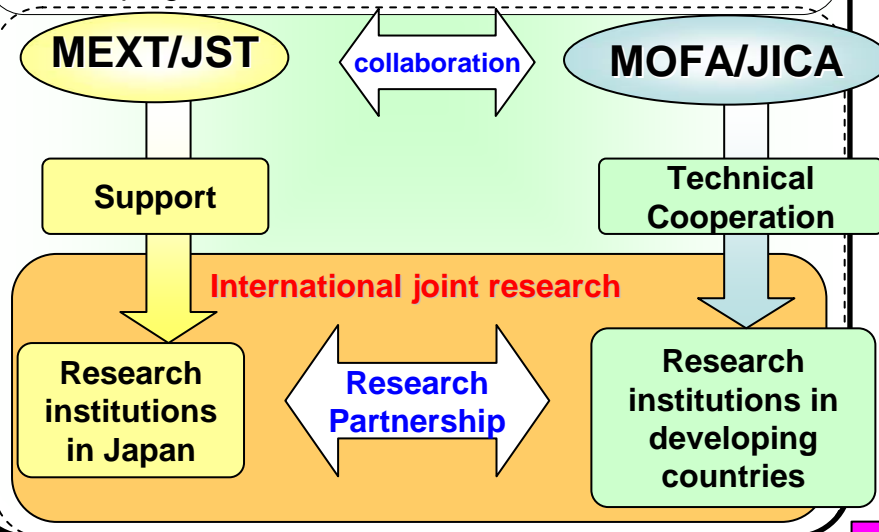 MEXT/JST
collaboration
MOFA/JICA
Support
Technical
Cooperation
International joint research
Research
institutions
in Japan
Research
Partnership
Research
institutions in
developing
countries